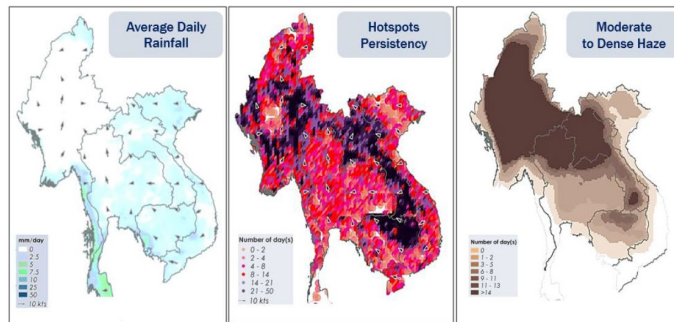 Average Daily
Rainfall
mm/day
0
2.5
5
7.5
10
25
50
10 kts
Hotspots
Persistency
Number of day(s)
0 - 2
2 - 4
4 - 8
8 - 14
14 - 21
21 - 50
10 kts
Moderate
to Dense Haze
Number of day(s)
0
1 - 2
3 - 5
6 - 8
9 - 11
11 - 13
>14